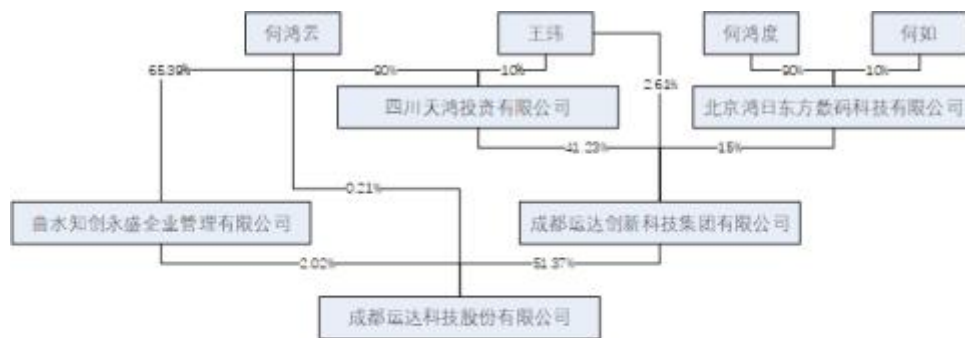 何鸿云
王玮
何鸿度
何如
65.39%
90%
10%
2.61%
90%
10%
四川天鸿投资有限公司
北京鸿日东方数码科技有限公司
41.23%
15%
0.21%
曲水知创永盛企业管理有限公司
成都运达创新科技集团有限公司
2.02%
51.37%
成都运达科技股份有限公司